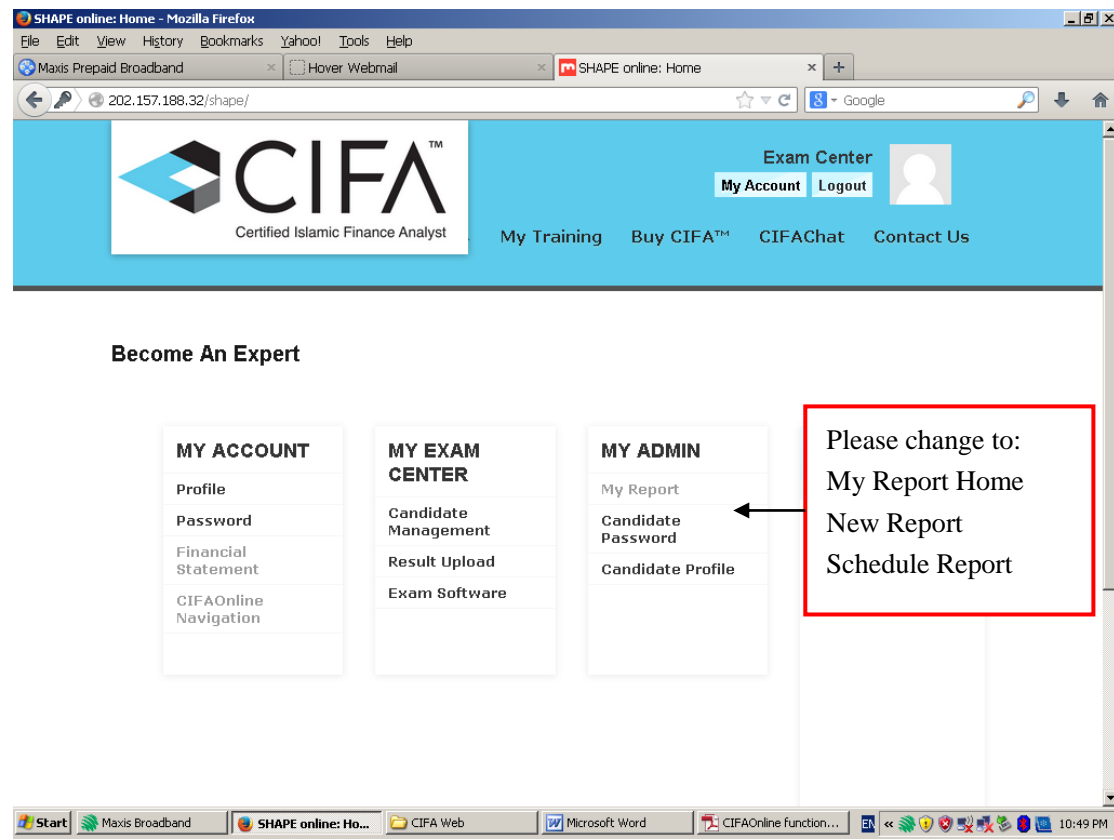 SHAPE online: Home - Mozilla Firefox
File Edit View History Bookmarks Yahoo! Tools Help
Maxis Prepaid Broadband
Hover Webmail
SHAPE online: Home
202.157.188.32/shape/
Google
CIFA™
Certified Islamic Finance Analyst
Exam Center
My Account Logout
My Training Buy CIFA™ CIFAChat Contact Us
Become An Expert
MY ACCOUNT
Profile
Password
Financial
Statement
CIFAOnline
Navigation
MY EXAM
CENTER
Candidate
Management
Result Upload
Exam Software
MY ADMIN
My Report
Candidate
Password
Candidate Profile
Please change to:
My Report Home
New Report
Schedule Report
Start Maxis Broadband SHAPE online: Ho... CIFA Web Microsoft Word CIFAOnline function... EN « 10:49 PM